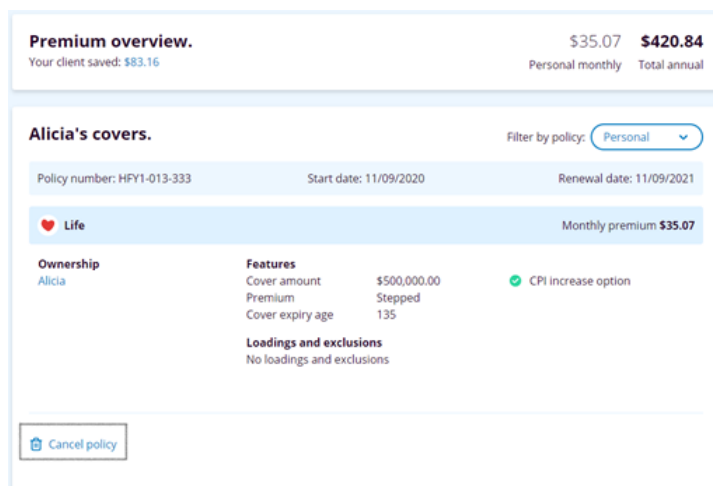 Premium overview.
$35.07 $420.84
Your client saved: $83.16
Personal monthly Total annual
Alicia's covers.
Filter by policy: Personal
Policy number: HFY1-013-333 Start date: 11/09/2020 Renewal date: 11/09/2021
Life Monthly premium $35.07
Ownership
Alicia
Features
Cover amount $500,000.00
Premium Stepped
Cover expiry age 135
CPI increase option
Loadings and exclusions
No loadings and exclusions
Cancel policy